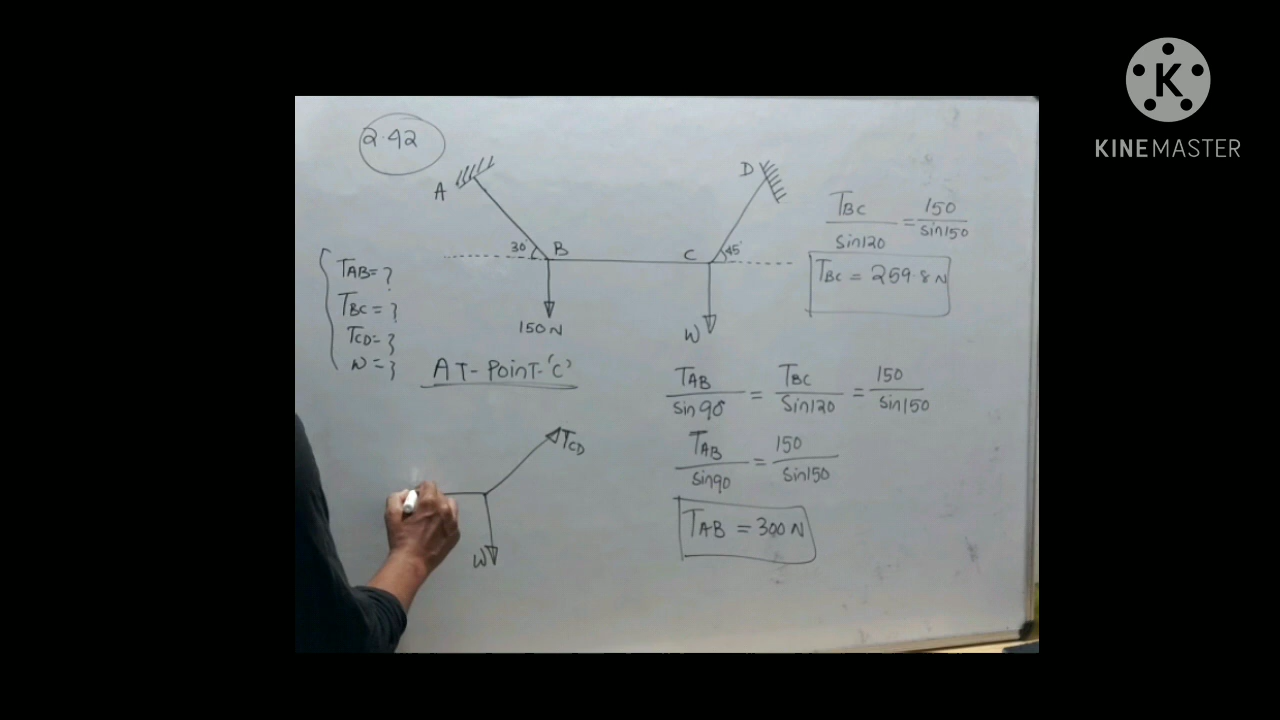 2.42
A
D
30
B
C
45°
150N
W
TAB = ?
TBC = ?
TCD = ?
W = ?
TBC / sin120 = 150 / sin150
TBC = 259.8 N
AT - POINT - 'C'
TCD
W
TAB / sin90 = TBC / sin120 = 150 / sin150
TAB / sin90 = 150 / sin150
TAB = 300 N
K
KINEMASTER